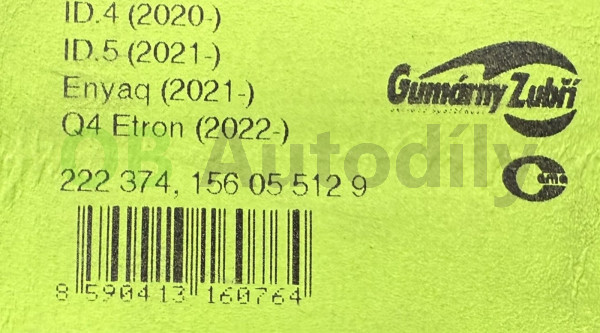 ID.4 (2020-)
ID.5 (2021-)
Enyaq (2021-)
Q4 Etron (2022-)
Gumárny Zubří
QB Autodíly
222 374, 156 05 512 9
8 590413 160764